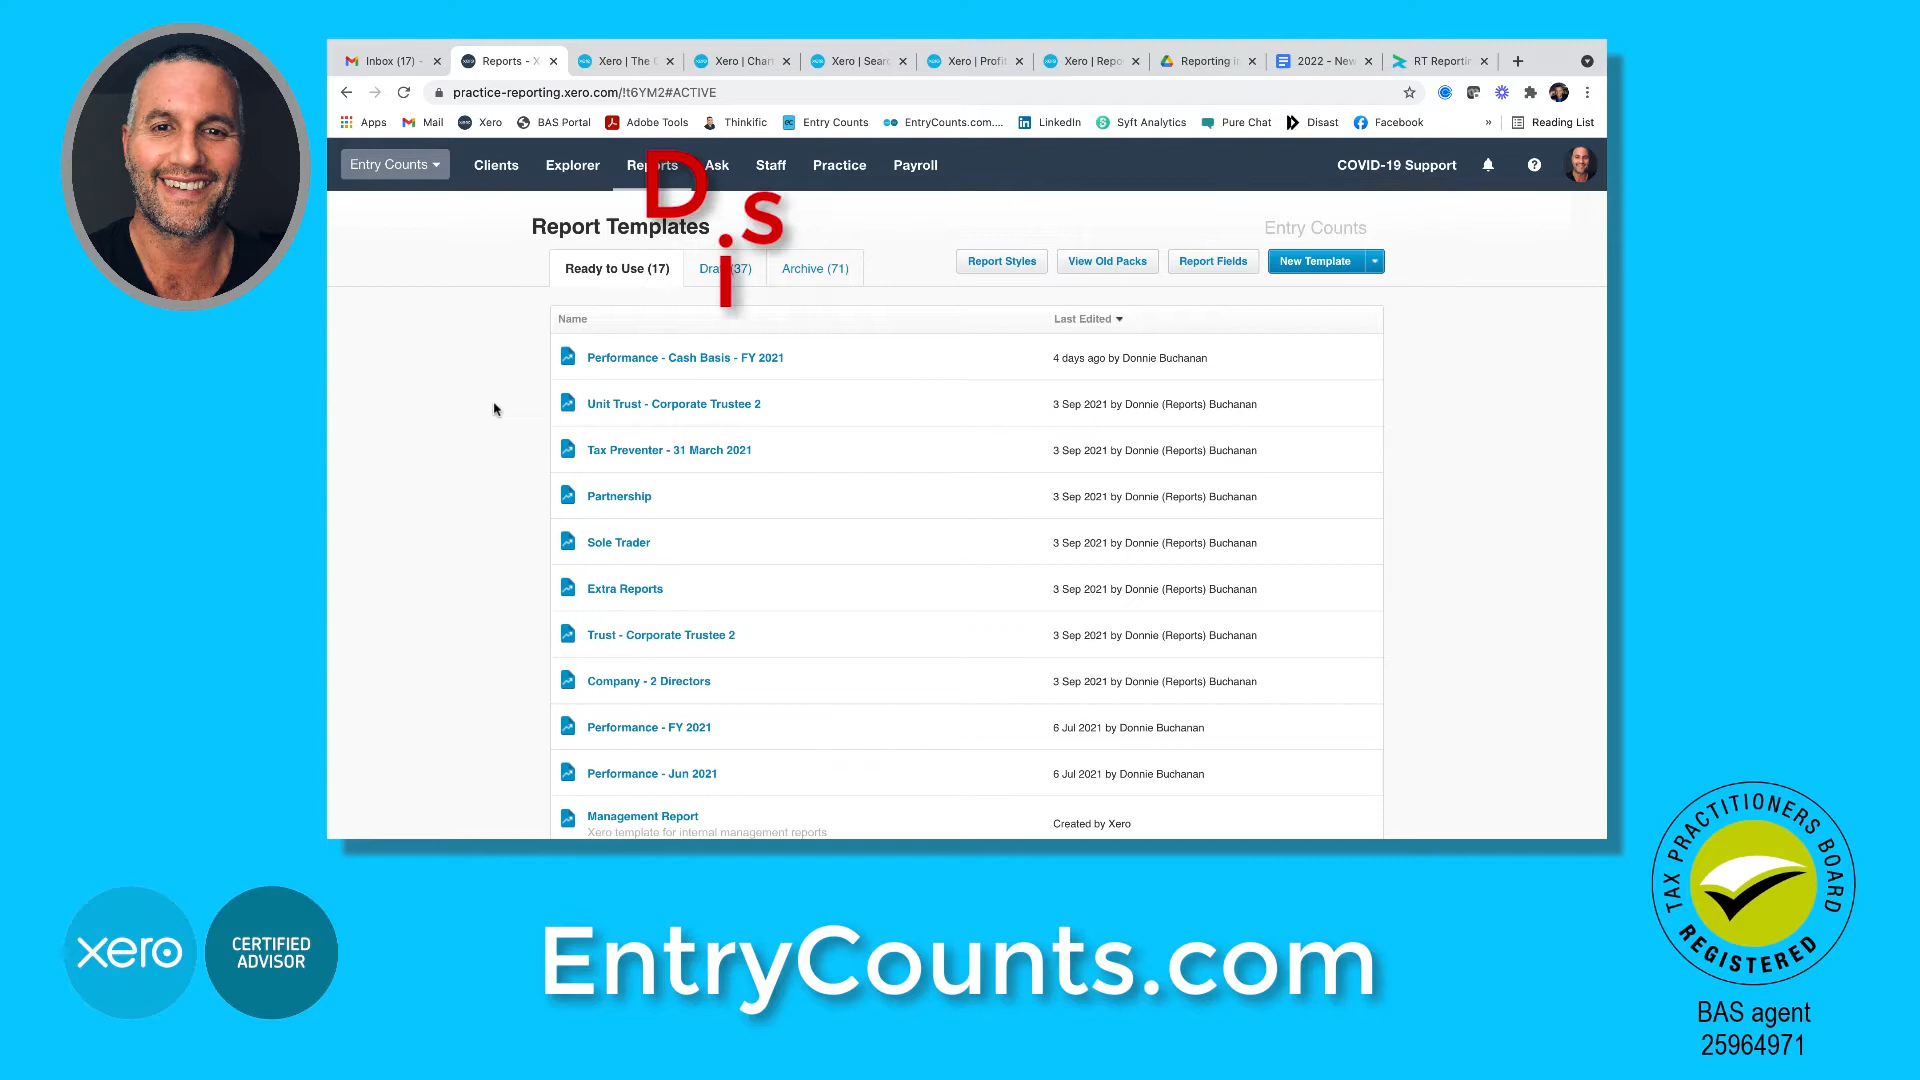 Inbox (17) -
Reports - X
Xero | The
Xero | Chart
Xero | Sear
Xero | Profit
Xero | Repo
Reporting in
2022 - New
RT Reportin
practice-reporting.xero.com/!t6YM2#ACTIVE
Apps
Mail
Xero
BAS Portal
Adobe Tools
Thinkific
Entry Counts
EntryCounts.com....
LinkedIn
Syft Analytics
Pure Chat
Disast
Facebook
»
Reading List
Entry Counts
Clients
Explorer
Reports
Ask
Staff
Practice
Payroll
COVID-19 Support
Dis
Report Templates
Entry Counts
Ready to Use (17)
Draft (37)
Archive (71)
Report Styles
View Old Packs
Report Fields
New Template
Name
Last Edited
Performance - Cash Basis - FY 2021
4 days ago by Donnie Buchanan
Unit Trust - Corporate Trustee 2
3 Sep 2021 by Donnie (Reports) Buchanan
Tax Preventer - 31 March 2021
3 Sep 2021 by Donnie (Reports) Buchanan
Partnership
3 Sep 2021 by Donnie (Reports) Buchanan
Sole Trader
3 Sep 2021 by Donnie (Reports) Buchanan
Extra Reports
3 Sep 2021 by Donnie (Reports) Buchanan
Trust - Corporate Trustee 2
3 Sep 2021 by Donnie (Reports) Buchanan
Company - 2 Directors
3 Sep 2021 by Donnie (Reports) Buchanan
Performance - FY 2021
6 Jul 2021 by Donnie Buchanan
Performance - Jun 2021
6 Jul 2021 by Donnie Buchanan
Management Report
Xero template for internal management reports
Created by Xero
xero
CERTIFIED
ADVISOR
EntryCounts.com
TAX PRACTITIONERS BOARD
REGISTERED
BAS agent
25964971